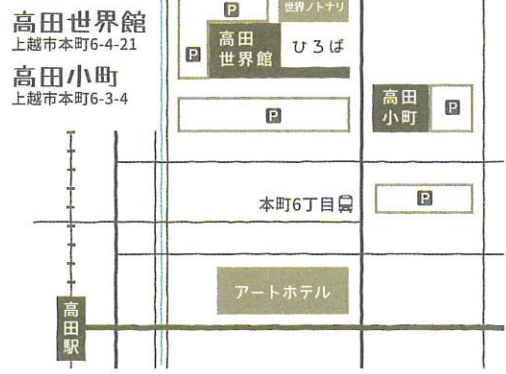 高田世界館
上越市本町6-4-21
高田小町
上越市本町6-3-4
P
世界ノトナリ
P
高田
世界館
ひろば
P
高田
小町
P
本町6丁目
P
アートホテル
高田駅